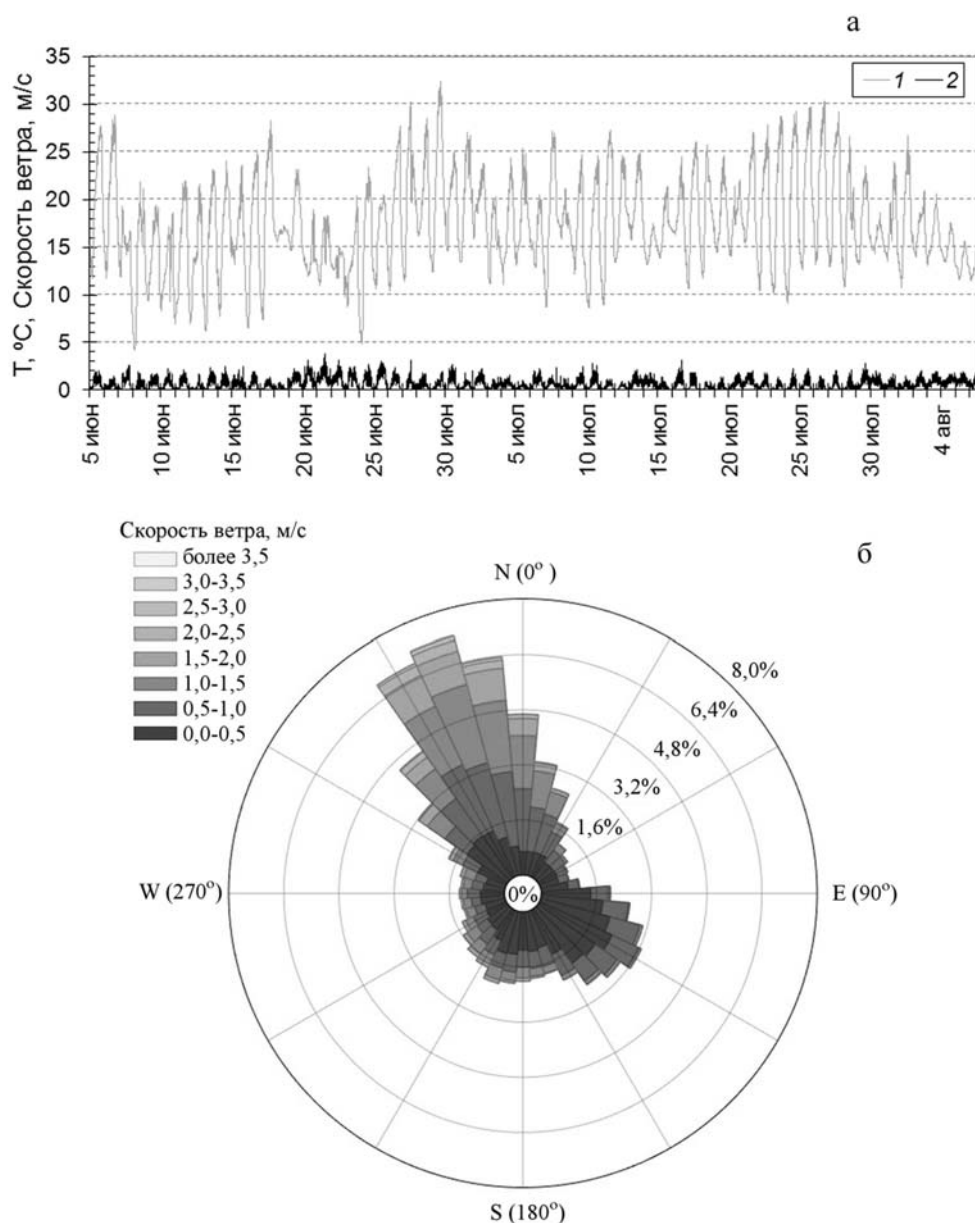 а
35
30
25
20
15
10
5
0
Т, ºС, Скорость ветра, м/с
1 2
5 июн
10 июн
15 июн
20 июн
25 июн
30 июн
5 июл
10 июл
15 июл
20 июл
25 июл
30 июл
4 авг
б
Скорость ветра, м/с
более 3,5
3,0-3,5
2,5-3,0
2,0-2,5
1,5-2,0
1,0-1,5
0,5-1,0
0,0-0,5
N (0º )
8,0%
6,4%
4,8%
3,2%
1,6%
0%
W (270º)
E (90º)
S (180º)